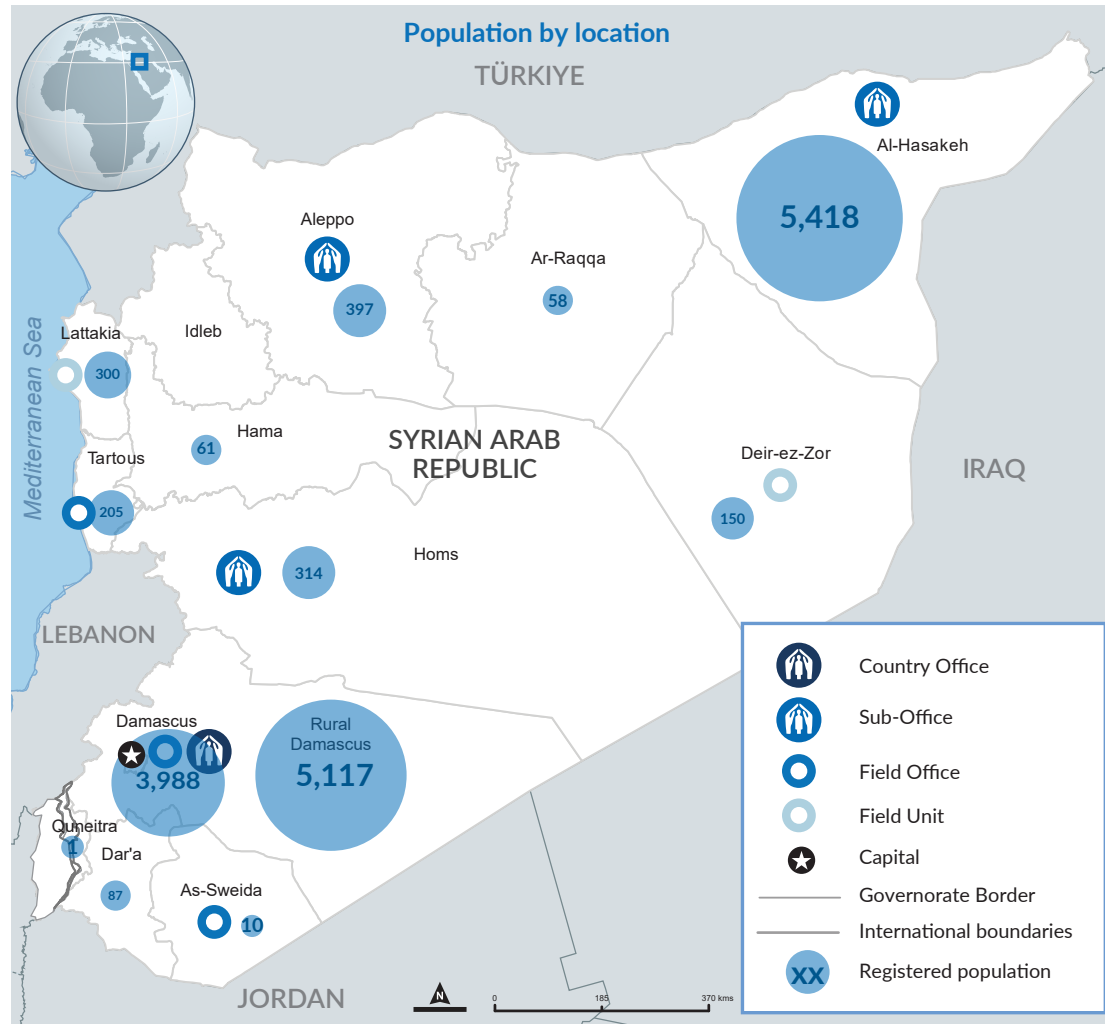 Population by location
TÜRKIYE
Al-Hasakeh
5,418
Aleppo
397
Ar-Raqqa
58
Lattakia
300
Idleb
Mediterranean Sea
Hama
61
SYRIAN ARAB
REPUBLIC
Tartous
205
Deir-ez-Zor
150
IRAQ
Homs
314
LEBANON
Damascus
3,988
Rural
Damascus
5,117
Quneitra
1
Dar'a
87
As-Sweida
10
JORDAN
N
0 185 370 kms
Country Office
Sub-Office
Field Office
Field Unit
Capital
Governorate Border
International boundaries
XX Registered population